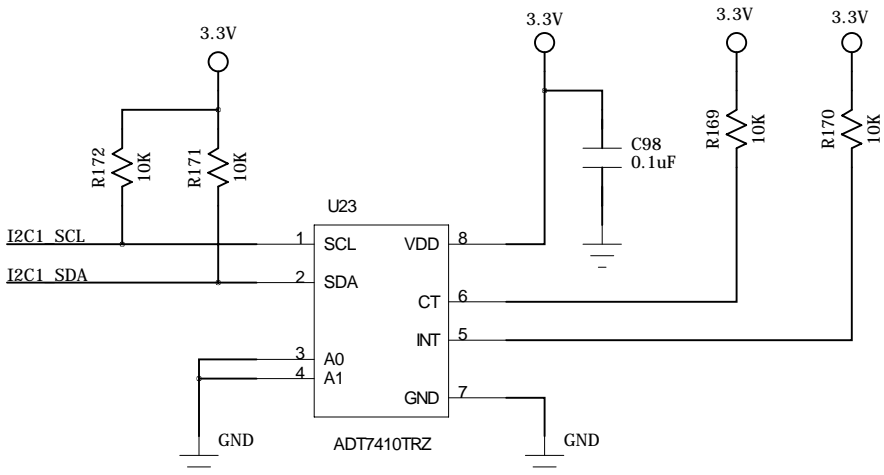 3.3V
3.3V
3.3V
3.3V
R172
10K
R171
10K
C98
0.1uF
R169
10K
R170
10K
U23
I2C1_SCL
1
SCL
VDD
8
I2C1_SDA
2
SDA
CT
6
INT
5
3
A0
4
A1
GND
7
GND
ADT7410TRZ
GND